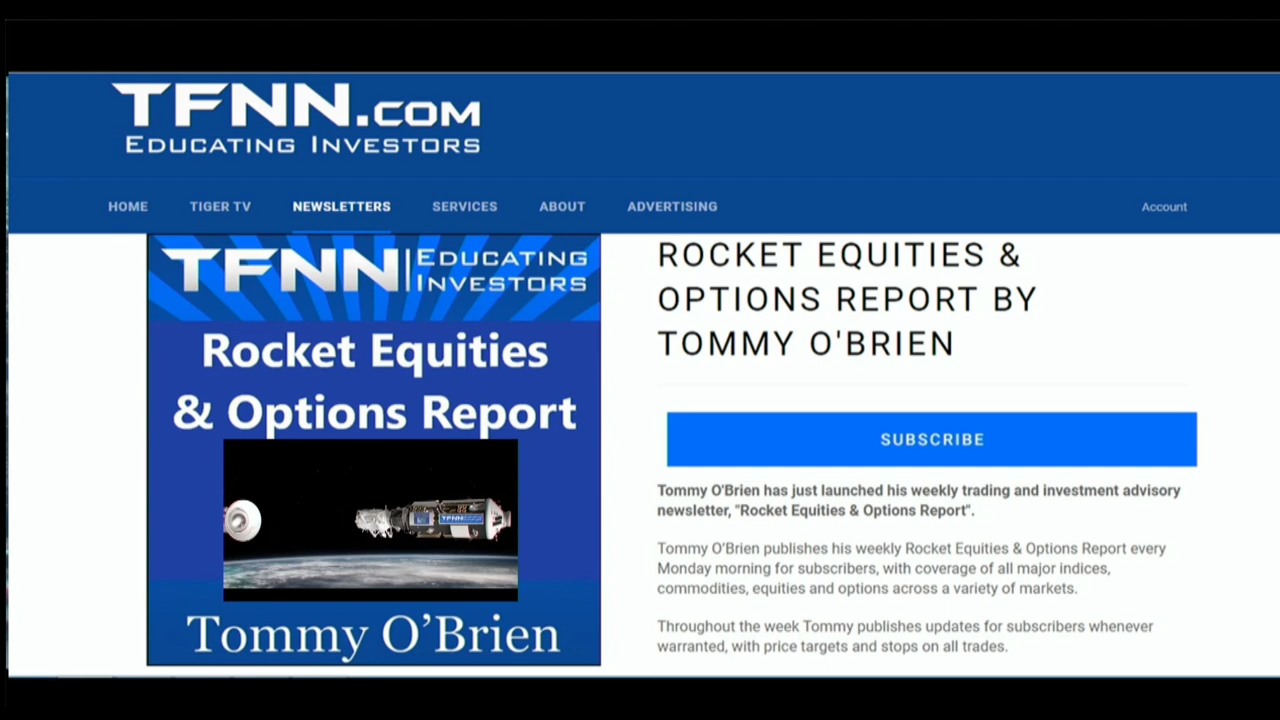 TFNN.COM
EDUCATING INVESTORS
HOME TIGER TV NEWSLETTERS SERVICES ABOUT ADVERTISING Account
TFNN EDUCATING
INVESTORS
Rocket Equities
& Options Report
TFNN
Tommy O'Brien
ROCKET EQUITIES &
OPTIONS REPORT BY
TOMMY O'BRIEN
SUBSCRIBE
Tommy O'Brien has just launched his weekly trading and investment advisory
newsletter, "Rocket Equities & Options Report".
Tommy O'Brien publishes his weekly Rocket Equities & Options Report every
Monday morning for subscribers, with coverage of all major indices,
commodities, equities and options across a variety of markets.
Throughout the week Tommy publishes updates for subscribers whenever
warranted, with price targets and stops on all trades.